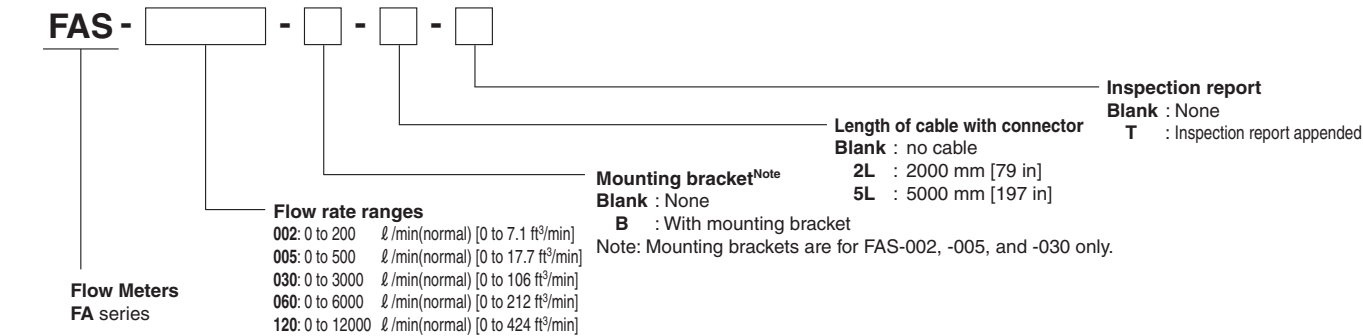 FAS - - - -
Inspection report
Blank : None
T : Inspection report appended
Length of cable with connector
Blank : no cable
2L : 2000 mm [79 in]
5L : 5000 mm [197 in]
Mounting bracketNote
Blank : None
B : With mounting bracket
Note: Mounting brackets are for FAS-002, -005, and -030 only.
Flow rate ranges
002: 0 to 200 ℓ/min(normal) [0 to 7.1 ft³/min]
005: 0 to 500 ℓ/min(normal) [0 to 17.7 ft³/min]
030: 0 to 3000 ℓ/min(normal) [0 to 106 ft³/min]
060: 0 to 6000 ℓ/min(normal) [0 to 212 ft³/min]
120: 0 to 12000 ℓ/min(normal) [0 to 424 ft³/min]
Flow Meters
FA series